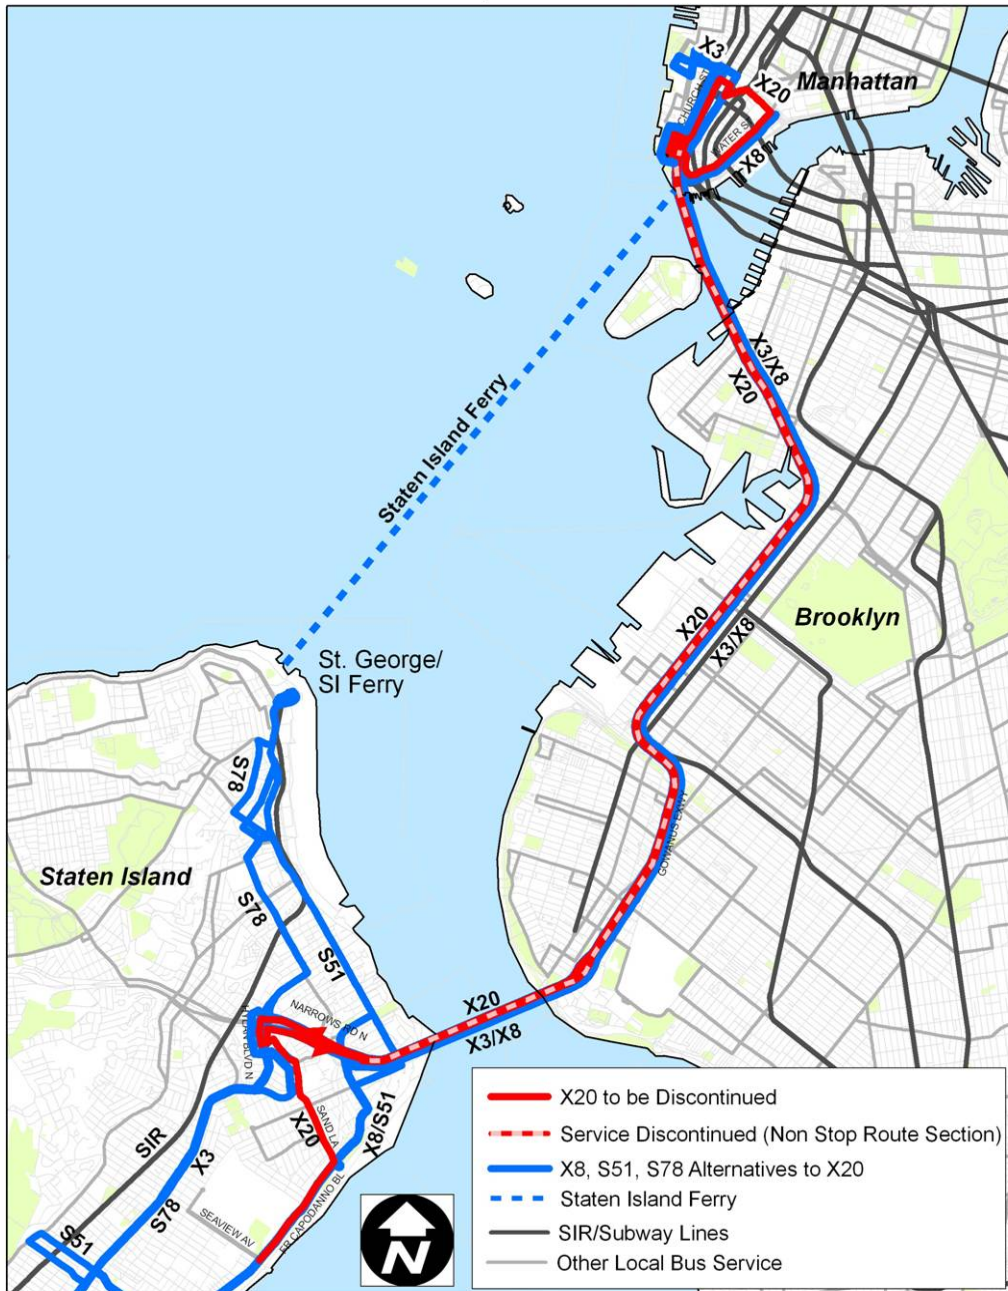 X3
Manhattan
CHURCH ST
X20
WATER S
X8
X3/X8
X20
Staten Island Ferry
X20
X3/X8
Brooklyn
St. George/
SI Ferry
S78
GOWANUS EXWY
Staten Island
S78
S51
X20
X3/X8
NARROWS RD N
HYLAN BLVD N
SAND LA
X20
X8/S51
SIR
X3
S78
SEAVIEW AV
FR CAPODANNO BL
S51
N
X20 to be Discontinued
Service Discontinued (Non Stop Route Section)
X8, S51, S78 Alternatives to X20
Staten Island Ferry
SIR/Subway Lines
Other Local Bus Service